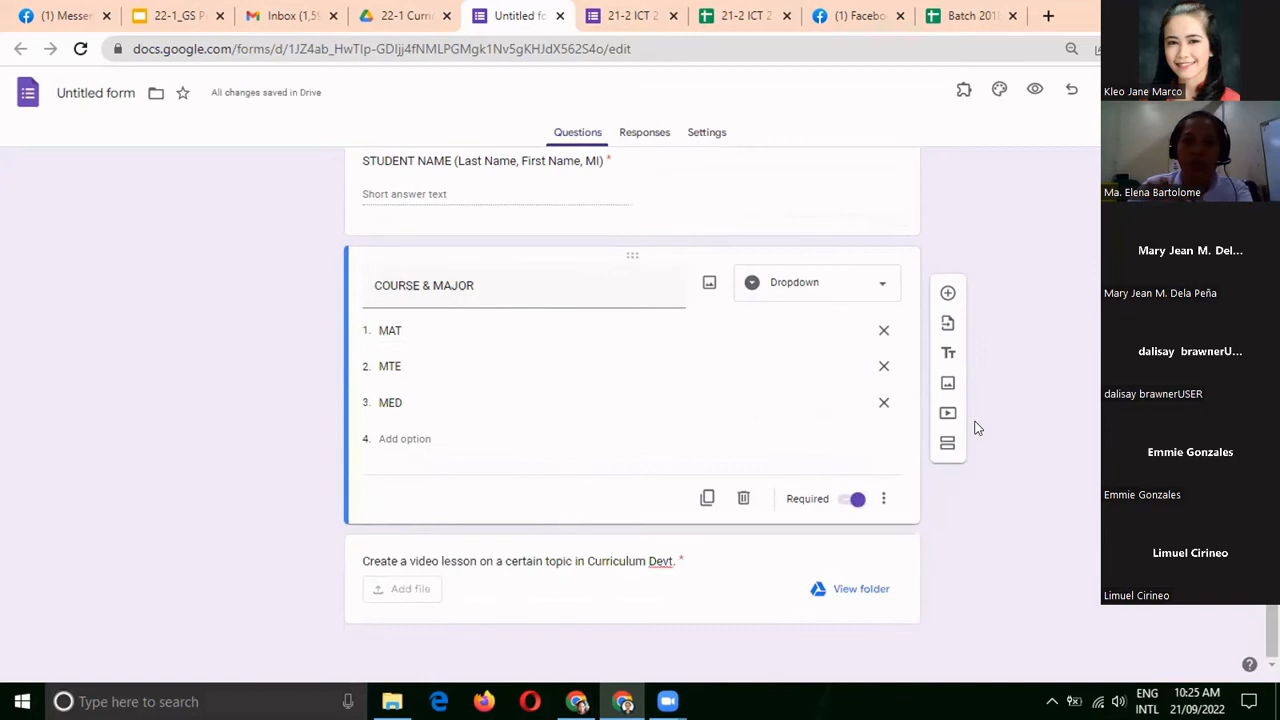 (1) Messen
22-1_GS P
Inbox (1,59
22-1 Curri
Untitled fo
21-2 ICT 2
21-2 ICT 2
(1) Facebo
Batch 2018
docs.google.com/forms/d/1JZ4ab_HwTIp-GDIjj4fNMLPGMgk1Nv5gKHJdX562S4o/edit
Untitled form
All changes saved in Drive
Questions
Responses
Settings
STUDENT NAME (Last Name, First Name, MI) *
Short answer text
COURSE & MAJOR
Dropdown
1. MAT
2. MTE
3. MED
4. Add option
Required
Create a video lesson on a certain topic in Curriculum Devt. *
Add file
View folder
Kleo Jane Marco
Ma. Elena Bartolome
Mary Jean M. Del...
Mary Jean M. Dela Peña
dalisay brawnerU...
dalisay brawnerUSER
Emmie Gonzales
Emmie Gonzales
Limuel Cirineo
Limuel Cirineo
Type here to search
ENG
INTL
10:25 AM
21/09/2022